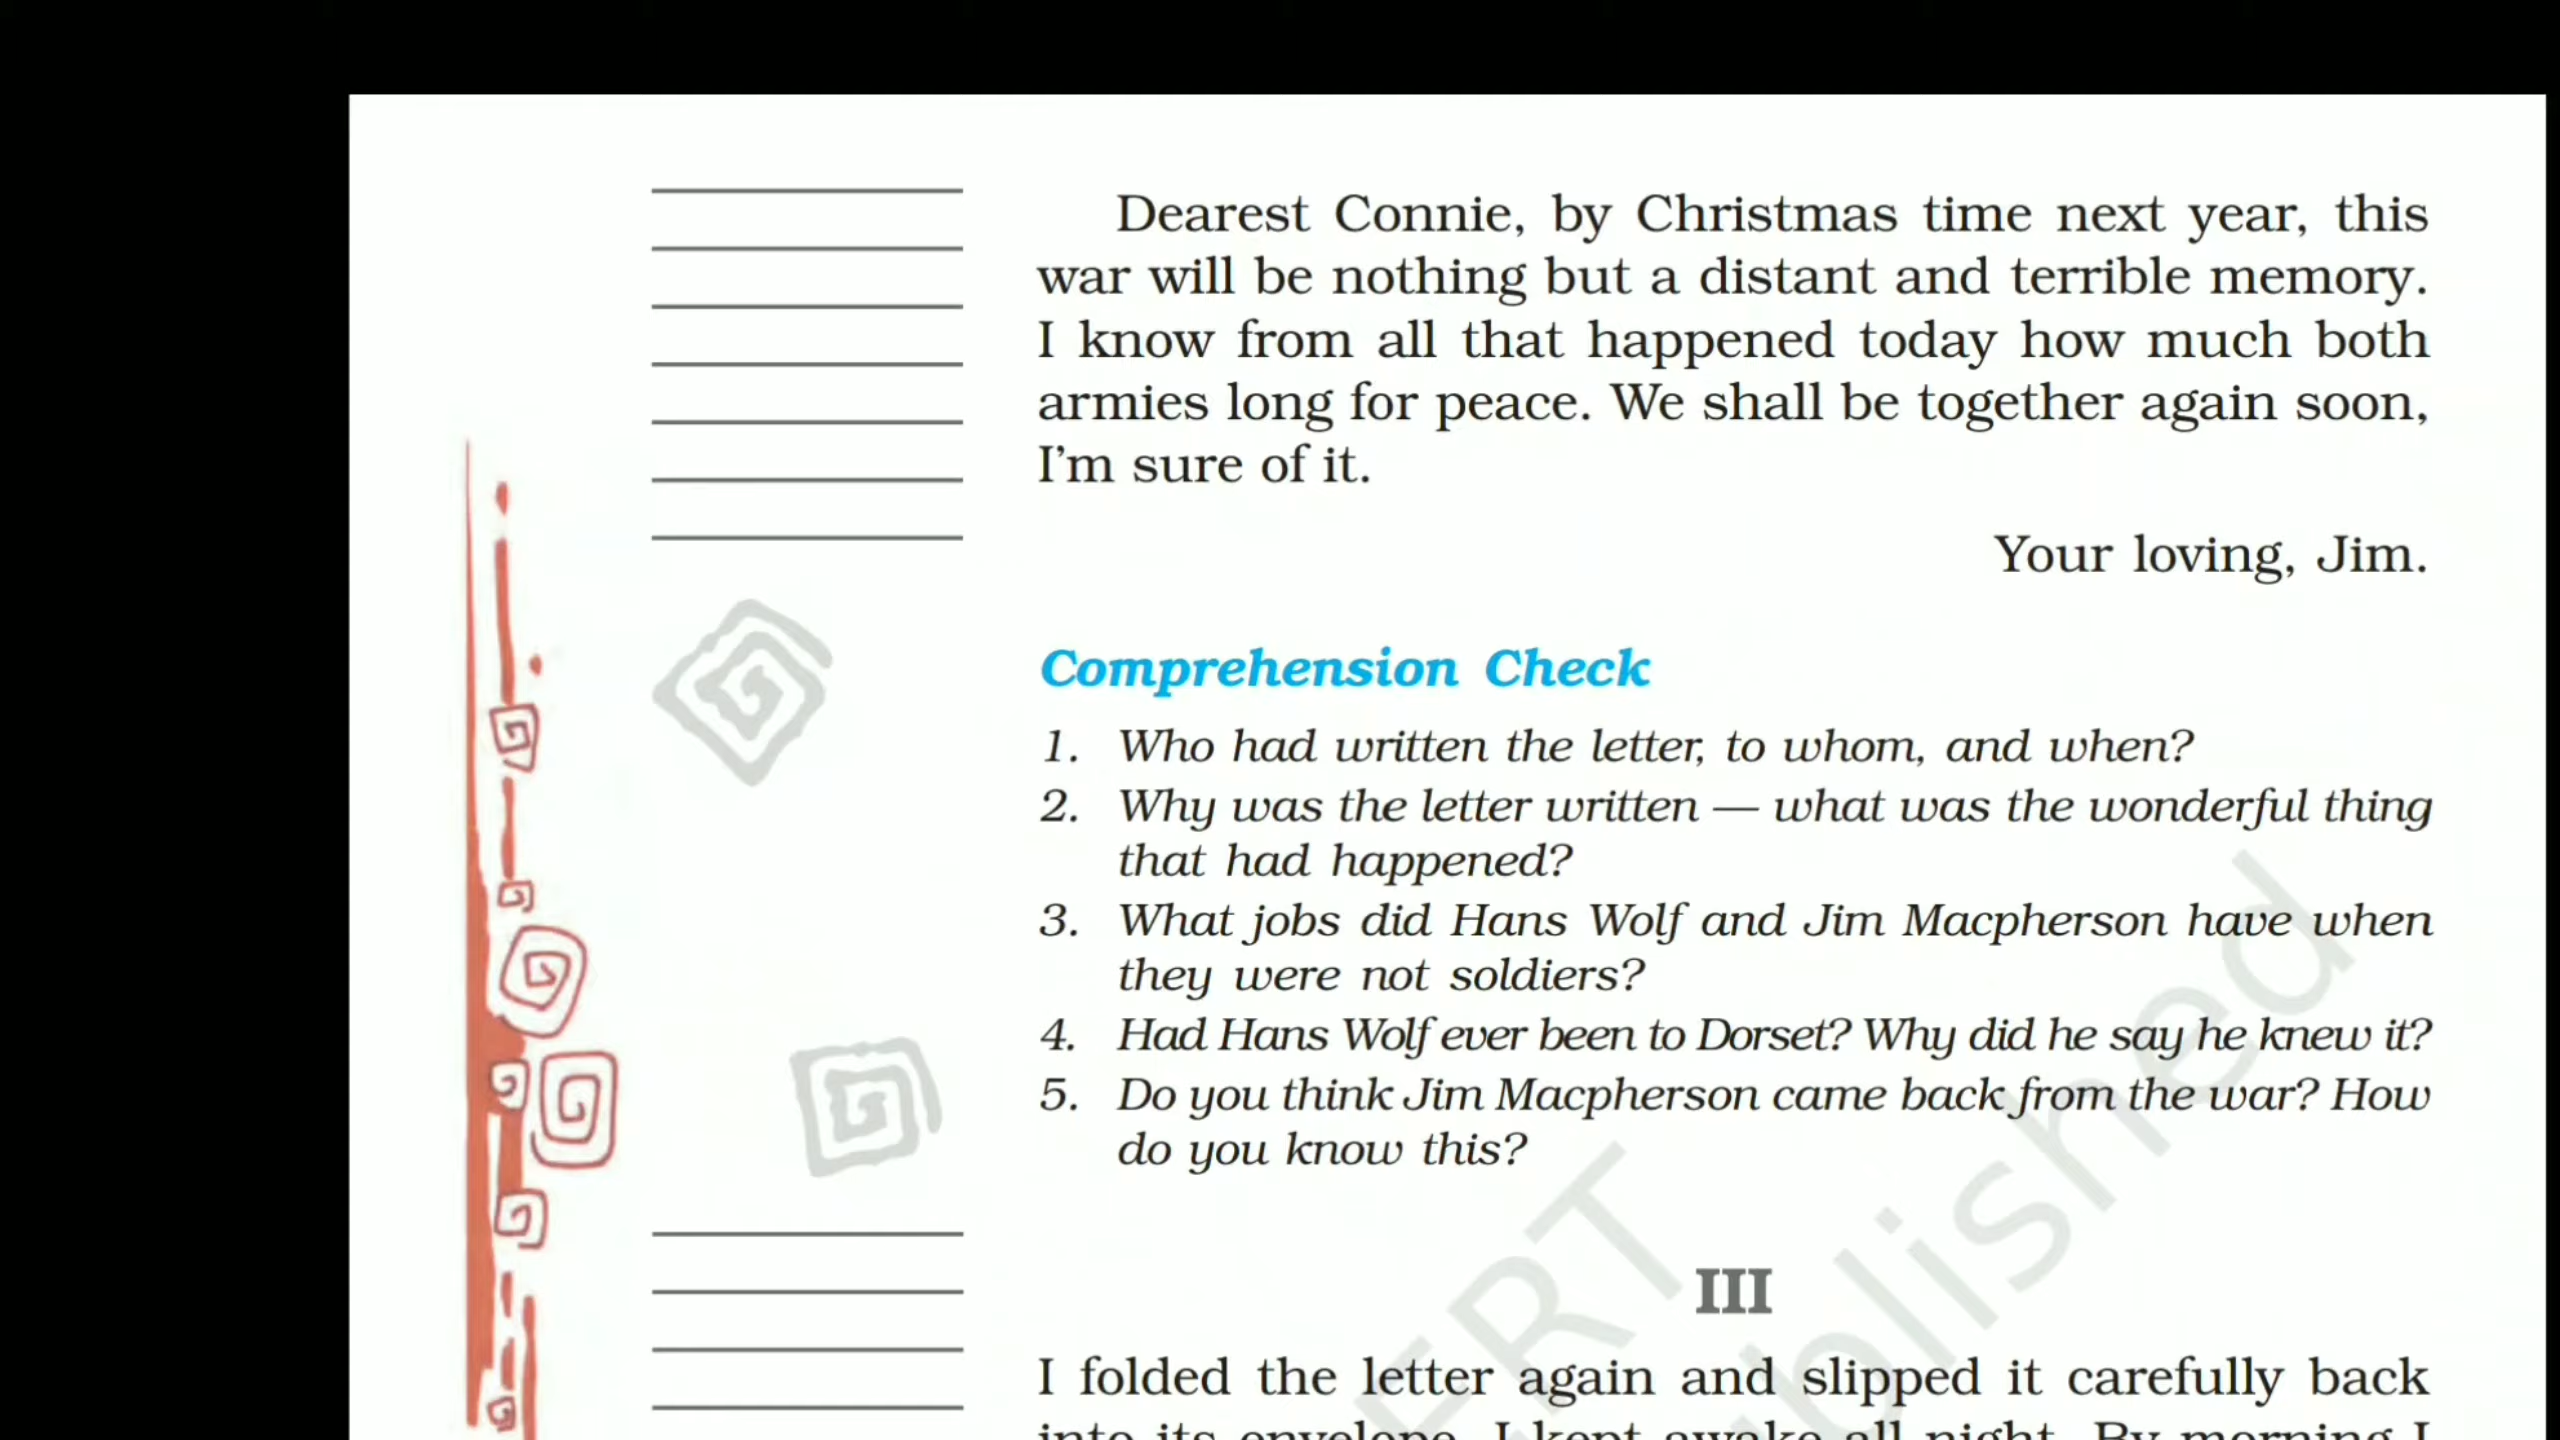 Dearest Connie, by Christmas time next year, this
war will be nothing but a distant and terrible memory.
I know from all that happened today how much both
armies long for peace. We shall be together again soon,
I'm sure of it.
Your loving, Jim.
Comprehension Check
1. Who had written the letter, to whom, and when?
2. Why was the letter written — what was the wonderful thing
that had happened?
3. What jobs did Hans Wolf and Jim Macpherson have when
they were not soldiers?
4. Had Hans Wolf ever been to Dorset? Why did he say he knew it?
5. Do you think Jim Macpherson came back from the war? How
do you know this?
III
I folded the letter again and slipped it carefully back
into its envelope. I kept awake all night. By morning I